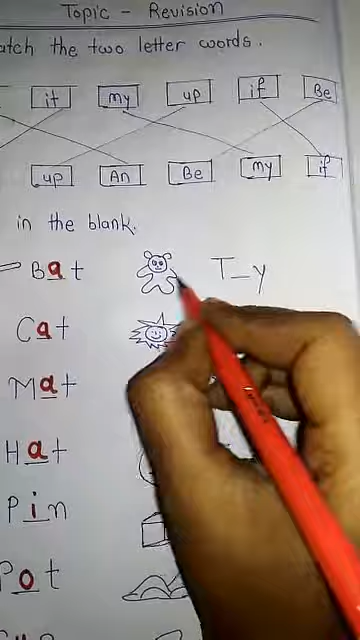 Topic - Revision
atch the two letter words.
it my up if Be
up An Be my if
in the blank.
Bat T_y
Cat
Mat
Hat
Pin
Pot